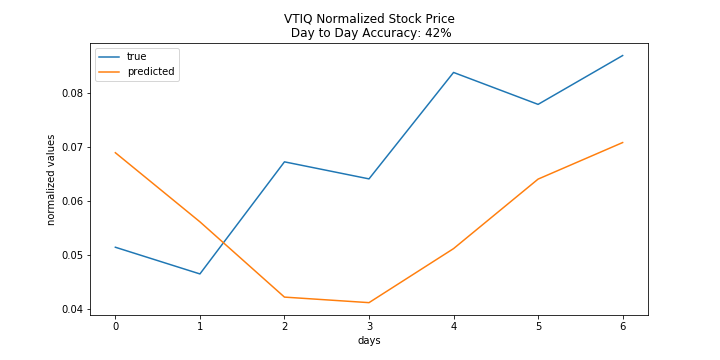 VTIQ Normalized Stock Price
Day to Day Accuracy: 42%
true
predicted
normalized values
0.08
0.07
0.06
0.05
0.04
0 1 2 3 4 5 6
days